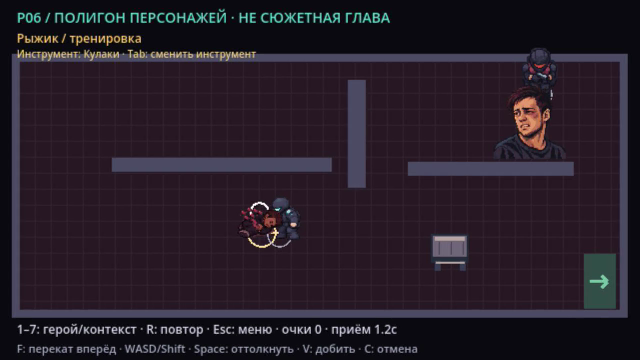 P06 / ПОЛИГОН ПЕРСОНАЖЕЙ · НЕ СЮЖЕТНАЯ ГЛАВА
Рыжик / тренировка
Инструмент: Кулаки · Tab: сменить инструмент
1–7: герой/контекст · R: повтор · Esc: меню · очки 0 · приём 1.2с
F: перекат вперёд · WASD/Shift · Space: оттолкнуть · V: добить · C: отмена